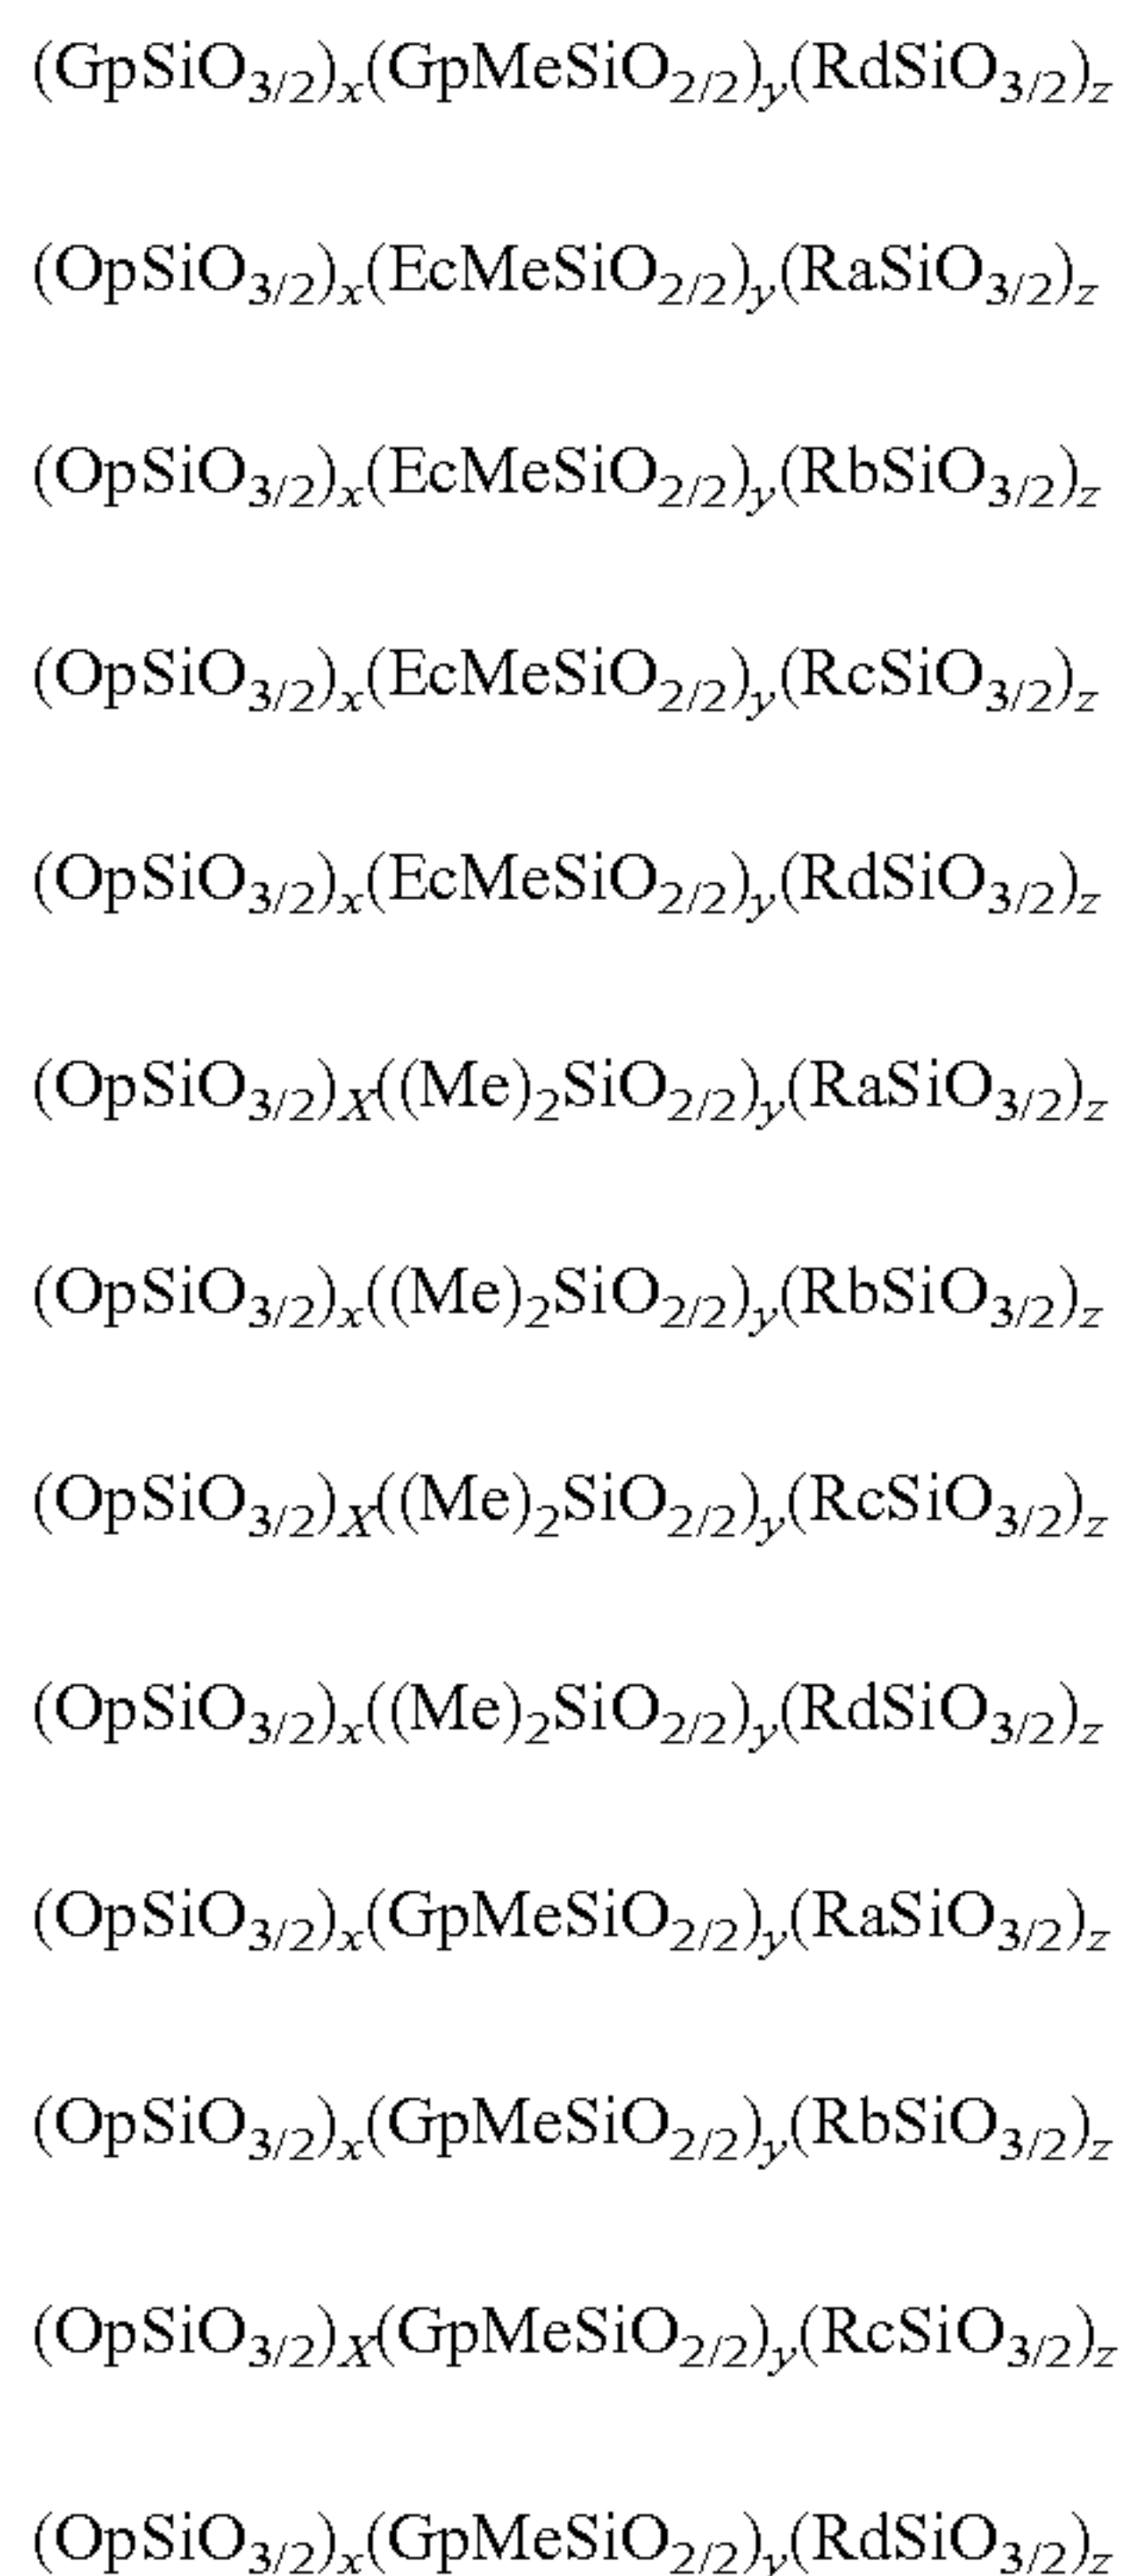 (GpSiO₃/₂)ₓ(GpMeSiO₂/₂)y(RdSiO₃/₂)z
(OpSiO₃/₂)ₓ(EcMeSiO₂/₂)y(RaSiO₃/₂)z
(OpSiO₃/₂)ₓ(EcMeSiO₂/₂)y(RbSiO₃/₂)z
(OpSiO₃/₂)ₓ(EcMeSiO₂/₂)y(RcSiO₃/₂)z
(OpSiO₃/₂)ₓ(EcMeSiO₂/₂)y(RdSiO₃/₂)z
(OpSiO₃/₂)X((Me)₂SiO₂/₂)y(RaSiO₃/₂)z
(OpSiO₃/₂)ₓ((Me)₂SiO₂/₂)y(RbSiO₃/₂)z
(OpSiO₃/₂)X((Me)₂SiO₂/₂)y(RcSiO₃/₂)z
(OpSiO₃/₂)ₓ((Me)₂SiO₂/₂)y(RdSiO₃/₂)z
(OpSiO₃/₂)ₓ(GpMeSiO₂/₂)y(RaSiO₃/₂)z
(OpSiO₃/₂)ₓ(GpMeSiO₂/₂)y(RbSiO₃/₂)z
(OpSiO₃/₂)X(GpMeSiO₂/₂)y(RcSiO₃/₂)z
(OpSiO₃/₂)ₓ(GpMeSiO₂/₂)y(RdSiO₃/₂)z